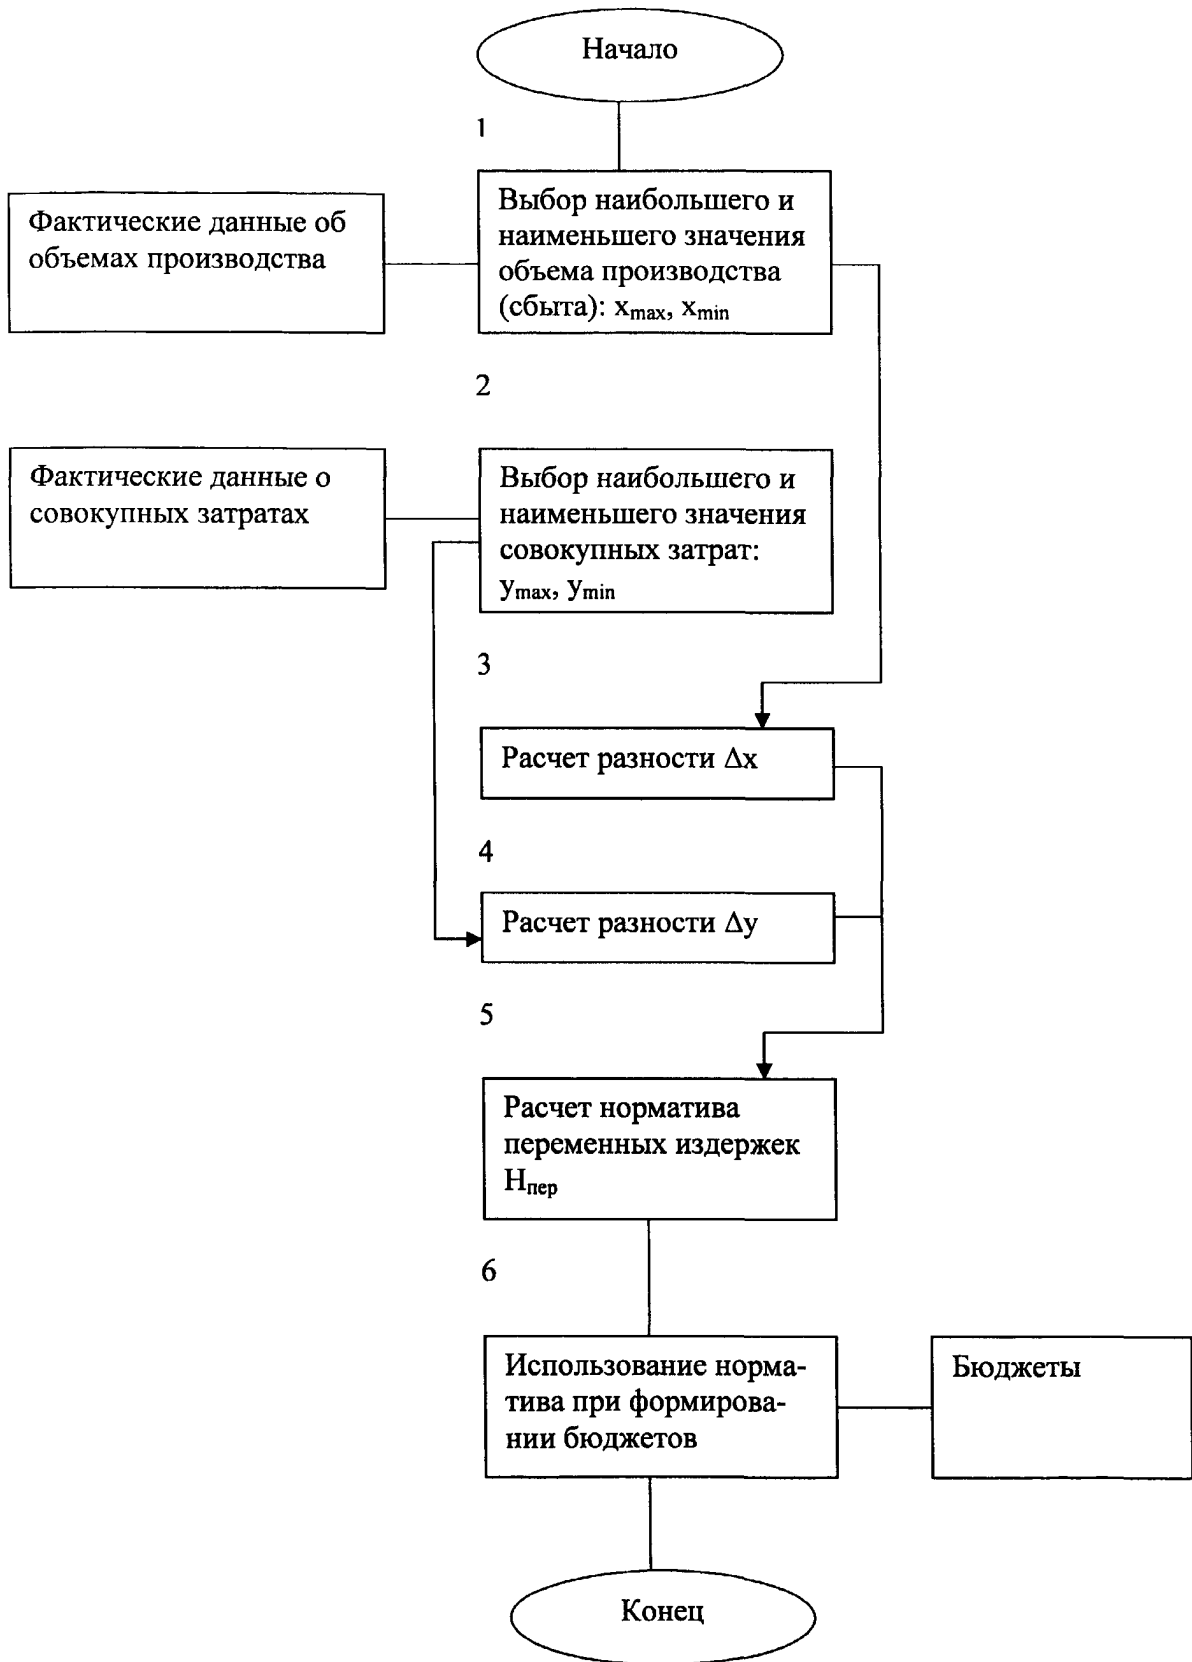 Начало
1
Фактические данные об
объемах производства
Выбор наибольшего и
наименьшего значения
объема производства
(сбыта): xmax, xmin
2
Фактические данные о
совокупных затратах
Выбор наибольшего и
наименьшего значения
совокупных затрат:
ymax, ymin
3
Расчет разности Δx
4
Расчет разности Δy
5
Расчет норматива
переменных издержек
Нпер
6
Использование норма-
тива при формирова-
нии бюджетов
Бюджеты
Конец